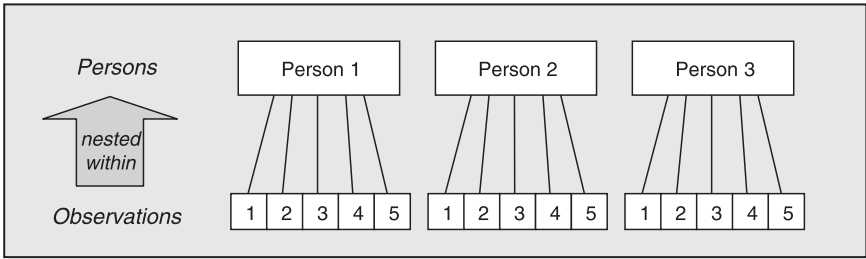 Persons
Person 1 Person 2 Person 3
nested
within
Observations
1 2 3 4 5 1 2 3 4 5 1 2 3 4 5